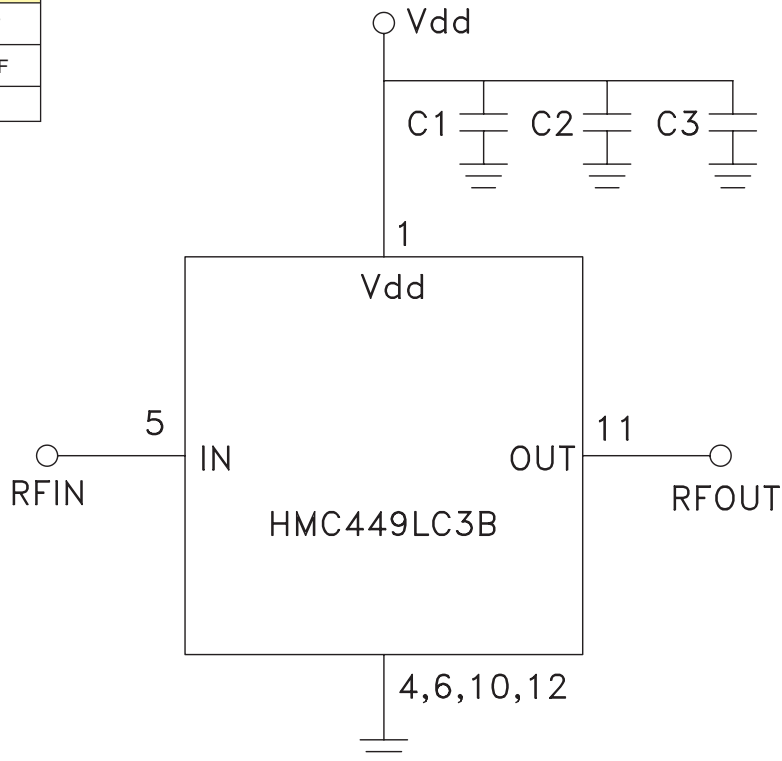 F
Vdd
C1 C2 C3
1
Vdd
5
11
IN
OUT
RFIN
RFOUT
HMC449LC3B
4,6,10,12